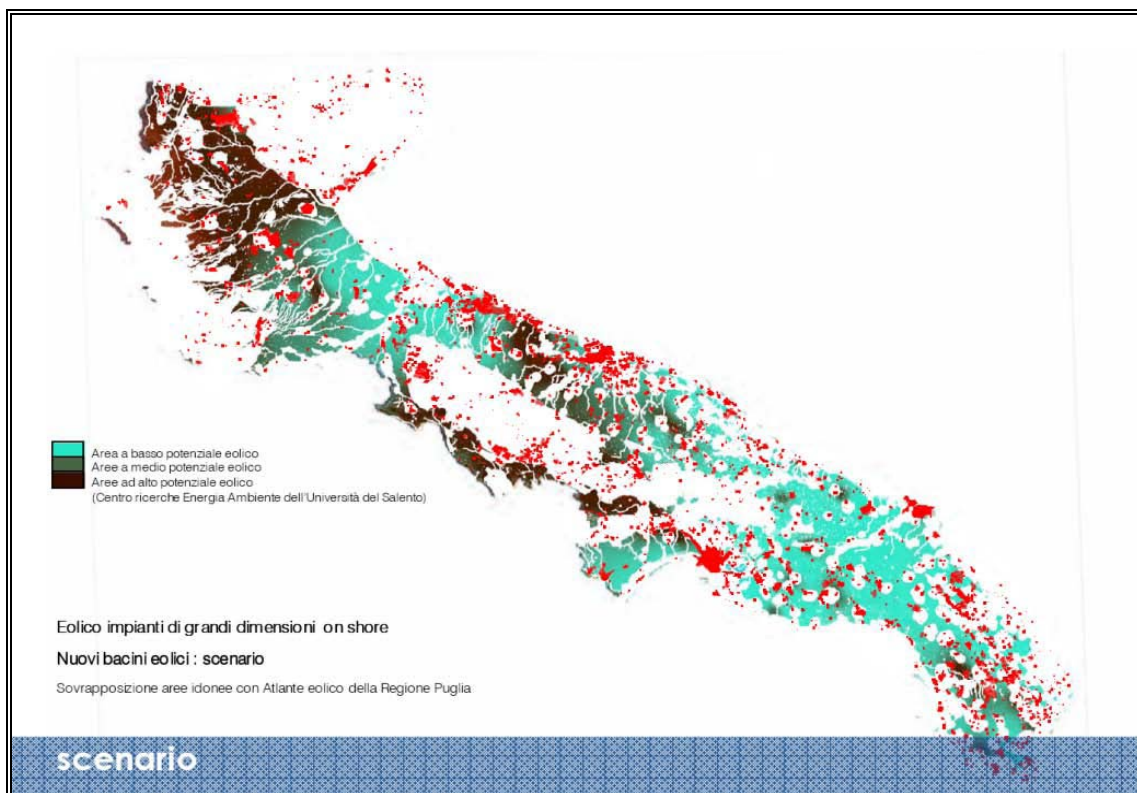 Area a basso potenziale eolico
Aree a medio potenziale eolico
Aree ad alto potenziale eolico
(Centro ricerche Energia Ambiente dell'Università del Salento)
Eolico impianti di grandi dimensioni on shore
Nuovi bacini eolici : scenario
Sovrapposizione aree idonee con Atlante eolico della Regione Puglia
scenario